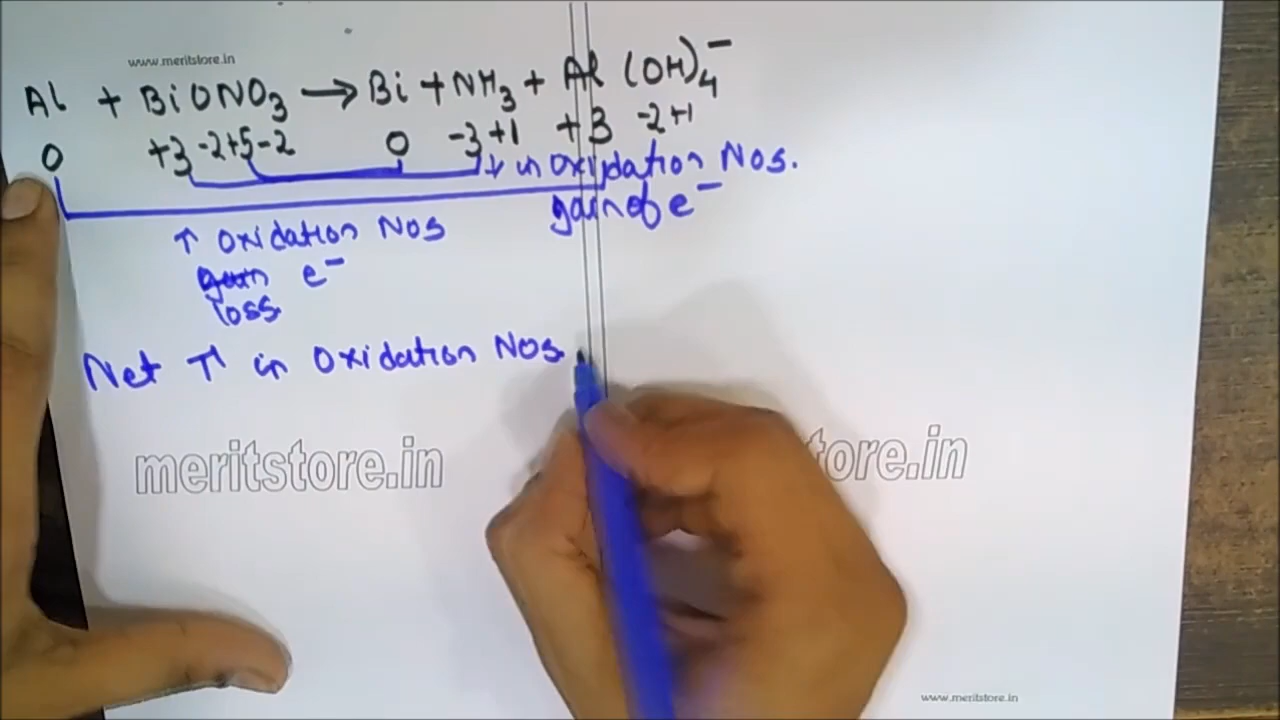 www.meritstore.in
Al + BiONO3 → Bi + NH3 + Al (OH)4−
0 +3 -2 +5 -2 0 -3 +1 +3 -2 +1
↓ in Oxidation Nos.
gain of e−
↑ Oxidation Nos
gain e−
loss
Net ↑ in Oxidation Nos
meritstore.in
tore.in
www.meritstore.in